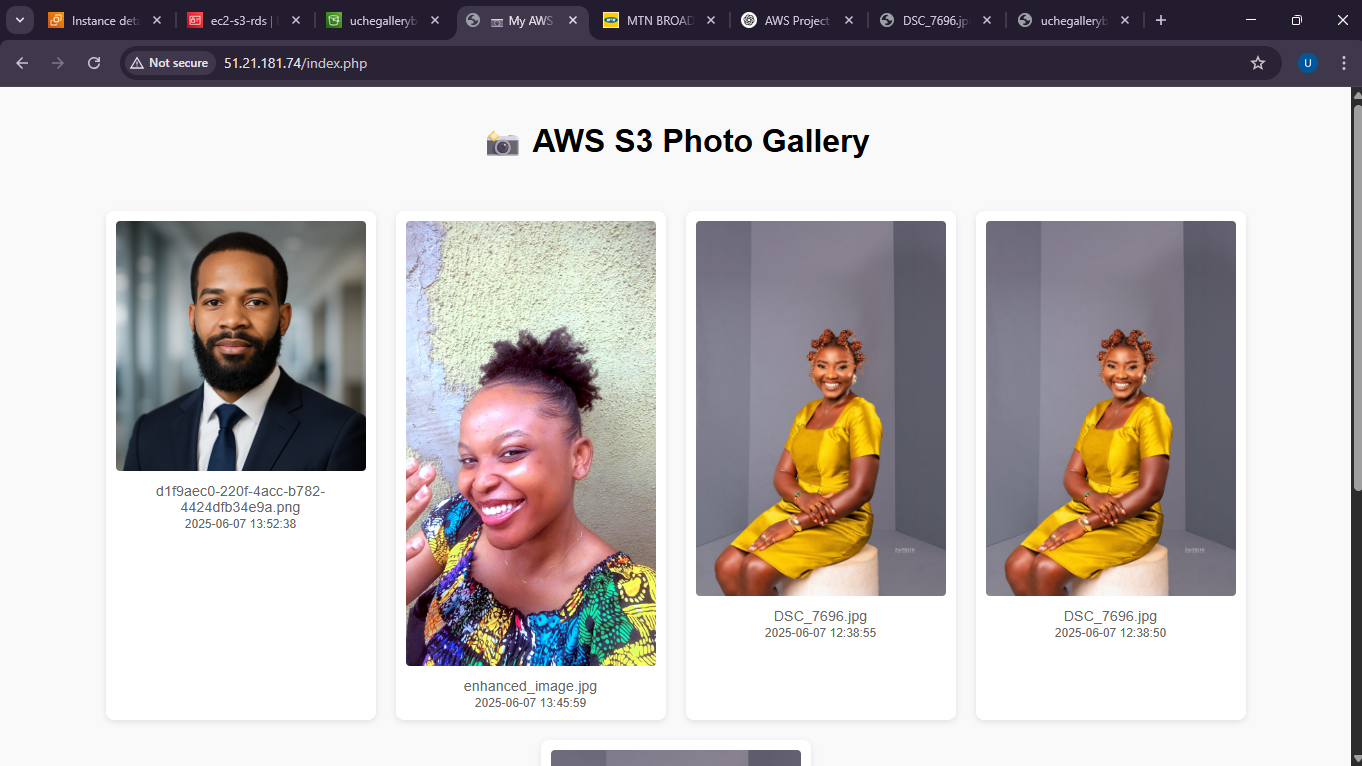 Instance deta
ec2-s3-rds |
uchegalleryb
My AWS
MTN BROAD
AWS Project
DSC_7696.jp
uchegalleryb
Not secure
51.21.181.74/index.php
U
AWS S3 Photo Gallery
d1f9aec0-220f-4acc-b782-
4424dfb34e9a.png
2025-06-07 13:52:38
enhanced_image.jpg
2025-06-07 13:45:59
DSC_7696.jpg
2025-06-07 12:38:55
DSC_7696.jpg
2025-06-07 12:38:50